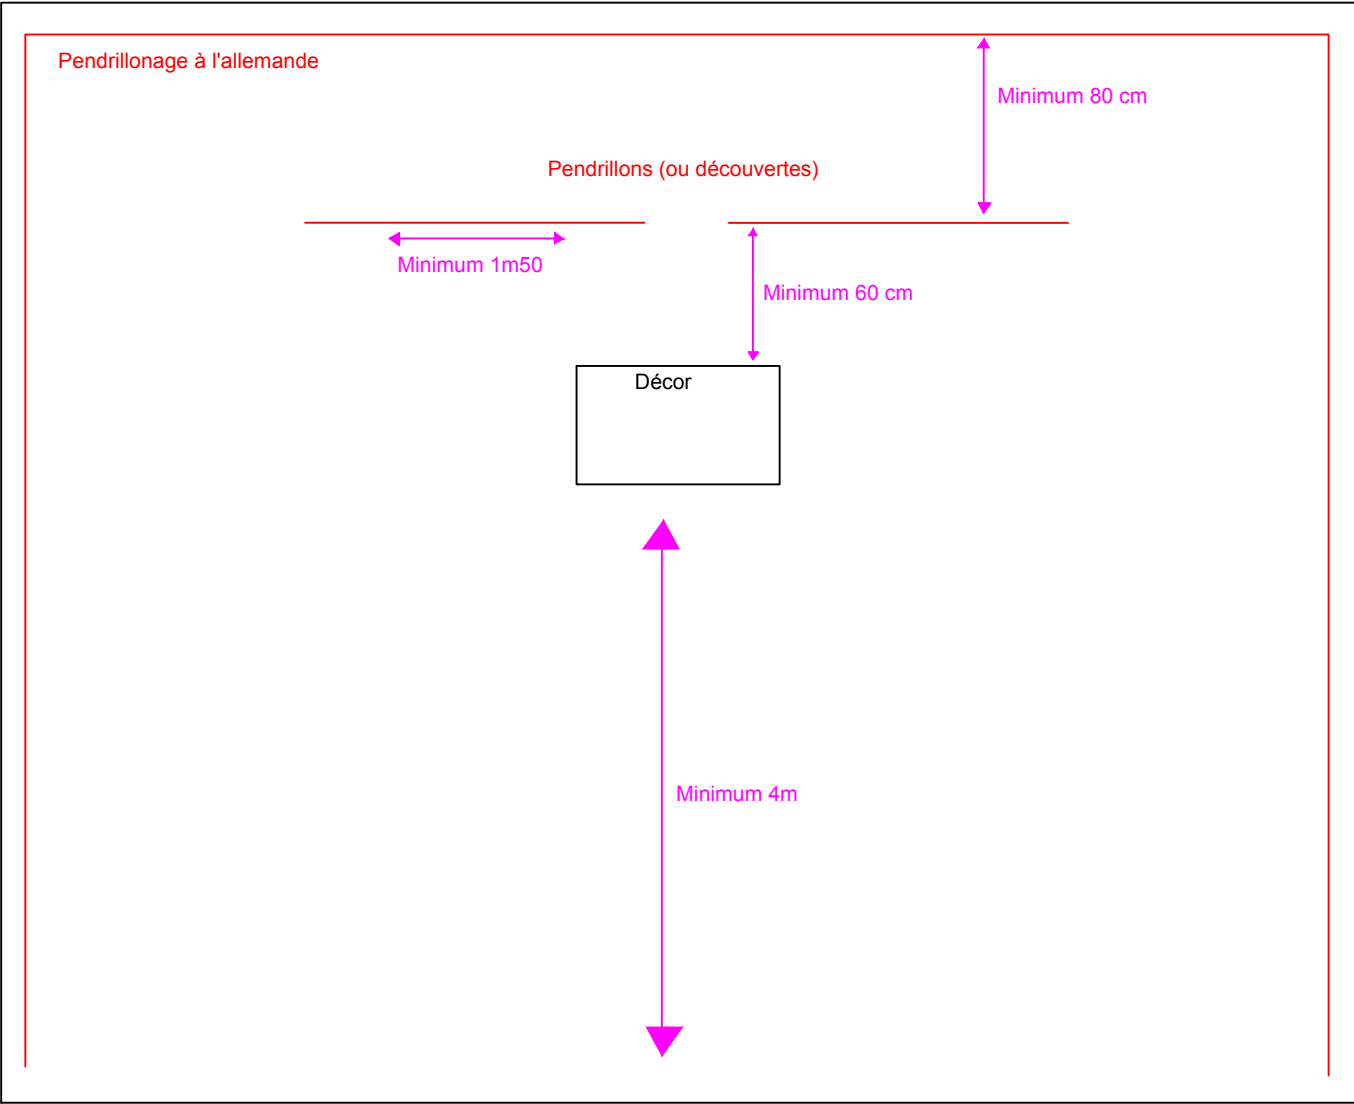 Pendrillonage à l'allemande
Minimum 80 cm
Pendrillons (ou découvertes)
Minimum 1m50
Minimum 60 cm
Décor
Minimum 4m